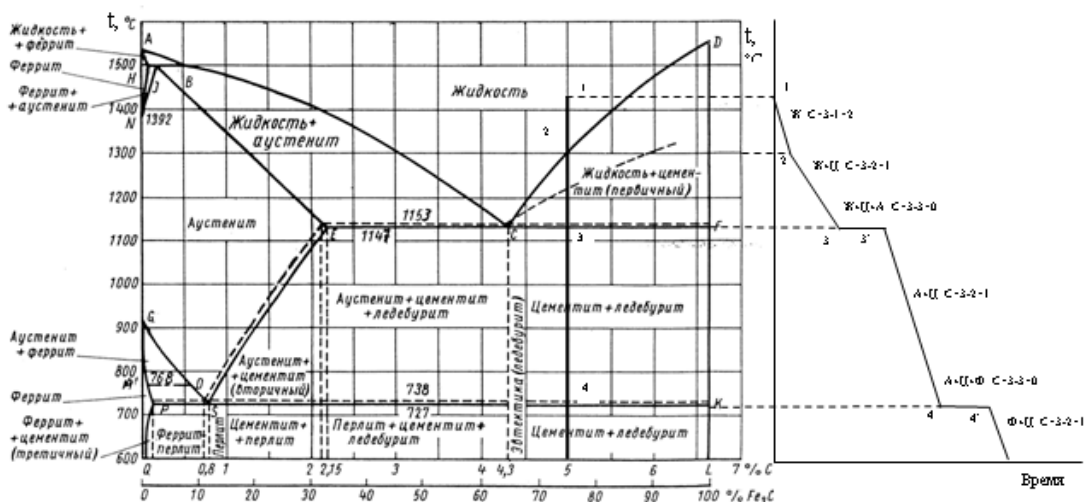 t, °C
Жидкость+
+ феррит
Феррит
Феррит+
+аустенит
A
H
J
B
N
1392
1500
1400
1300
1200
1100
1000
900
800
700
600
Жидкость+
аустенит
Жидкость
Жидкость+цемен-
тит (первичный)
D
1
2
3
4
Аустенит
1153
1147
E
C
F
Аустенит+цементит+
ледебурит
Цементит+ледебурит
Эвтектика (ледебурит)
G
Аустенит
+ феррит
768
O
Аустенит+
+ цементит
(вторичный)
738
727
K
Феррит
P
S
Феррит+
+ цементит
(третичный)
Феррит+
перлит
Перлит
Цементит+
+ перлит
Перлит+цементит+
ледебурит
Цементит+ледебурит
Q 0,8 1 2 2,15 3 4 4,3 5 6 L 7 % C
0 10 20 30 40 50 60 70 80 90 100 % Fe₃C
t,
°C
1
Ж С=3-1=2
2
Ж+Ц С=3-2=1
Ж+Ц+А С=3-3=0
3 3'
А+Ц С=3-2=1
А+Ц+Ф С=3-3=0
4 4'
Ф+Ц С=3-2=1
Время